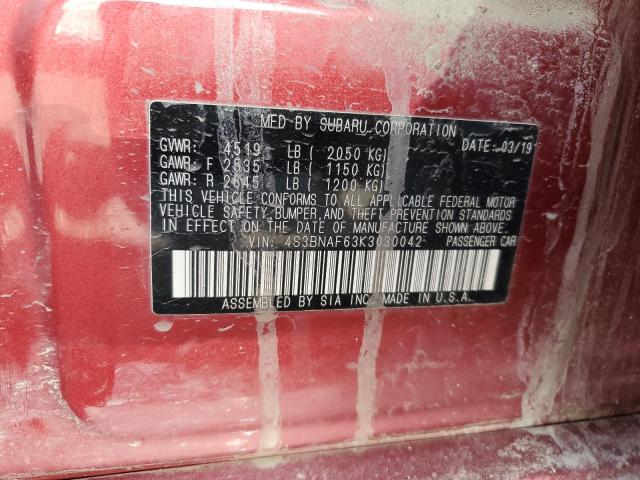 MFD BY SUBARU CORPORATION
DATE: 03/19
GVWR: 4519 LB ( 2050 KG)
GAWR: F 2535 LB ( 1150 KG)
GAWR: R 2645 LB ( 1200 KG)
THIS VEHICLE CONFORMS TO ALL APPLICABLE FEDERAL MOTOR
VEHICLE SAFETY, BUMPER, AND THEFT PREVENTION STANDARDS
IN EFFECT ON THE DATE OF MANUFACTURE SHOWN ABOVE.
VIN: 4S3BNAF63K3030042 PASSENGER CAR
ASSEMBLED BY SIA INC. MADE IN U.S.A.